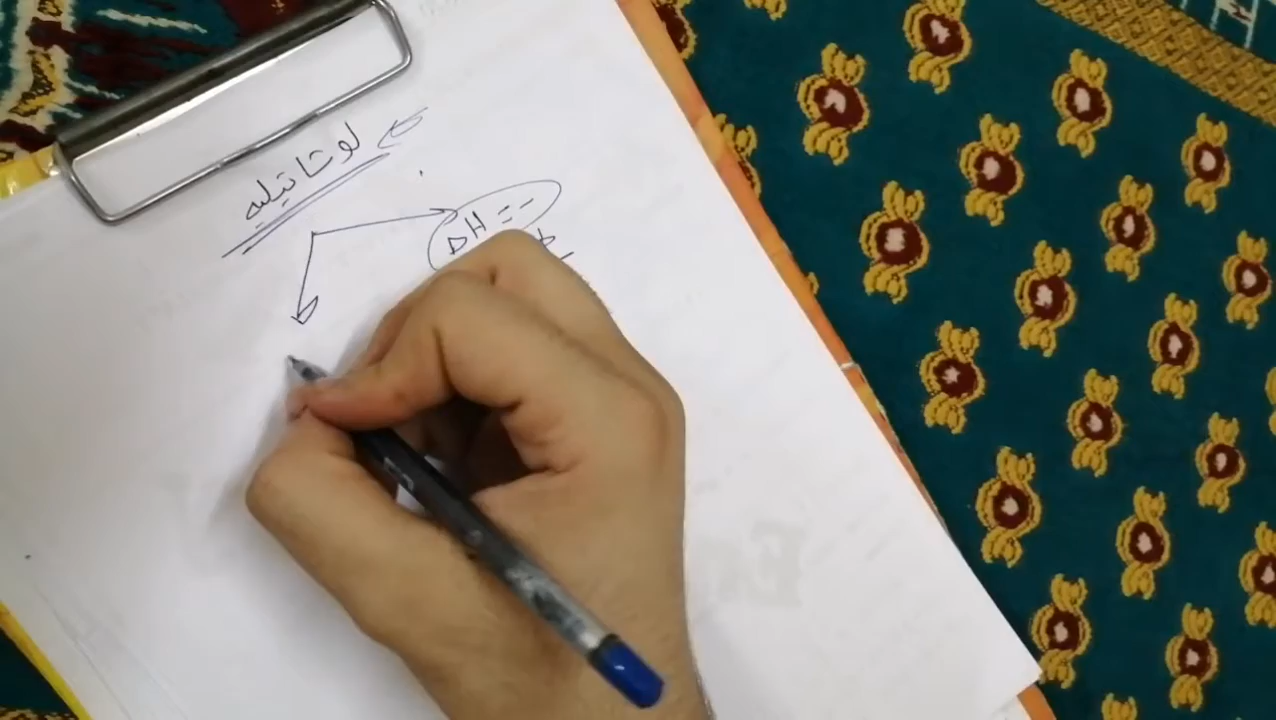 لوشاتيليه
ΔH = -